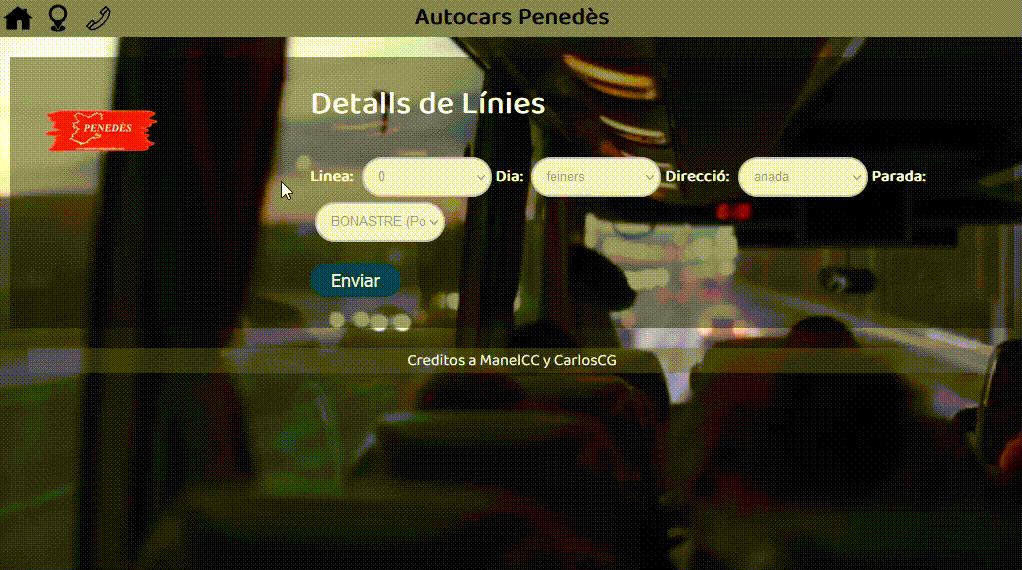 Autocars Penedès
Detalls de Línies
PENEDÈS
Linea: 0 Dia: feiners Direcció: anada Parada:
BONASTRE (Po
Enviar
Creditos a ManelCC y CarlosCG